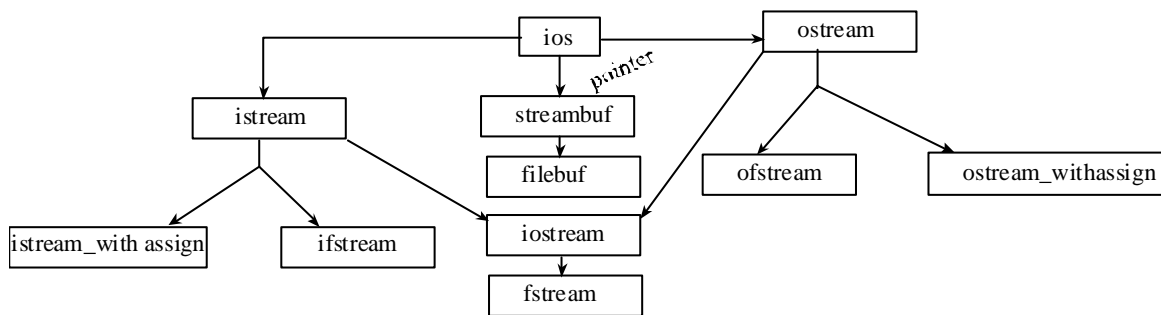 ios
ostream
pointer
istream
streambuf
filebuf
ofstream
ostream_withassign
istream_with assign
ifstream
iostream
fstream